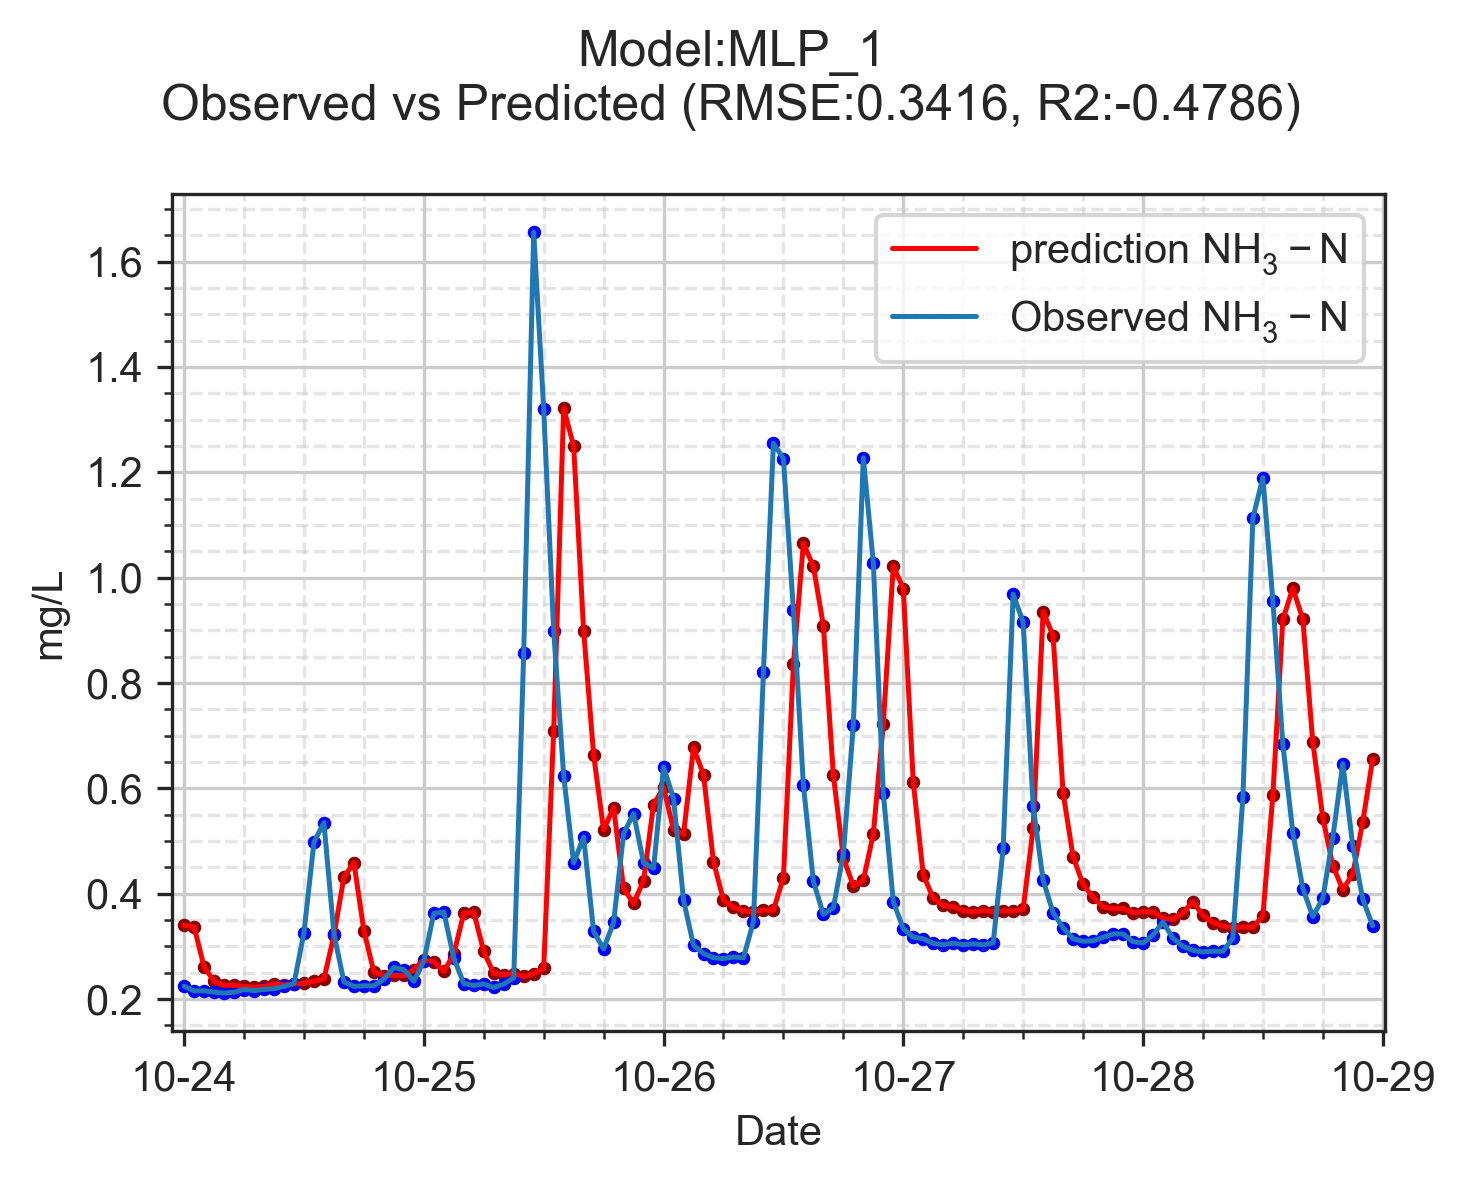 Model:MLP_1
Observed vs Predicted (RMSE:0.3416, R2:-0.4786)
prediction NH₃ − N
Observed NH₃ − N
1.6
1.4
1.2
1.0
0.8
0.6
0.4
0.2
mg/L
10-24 10-25 10-26 10-27 10-28 10-29
Date